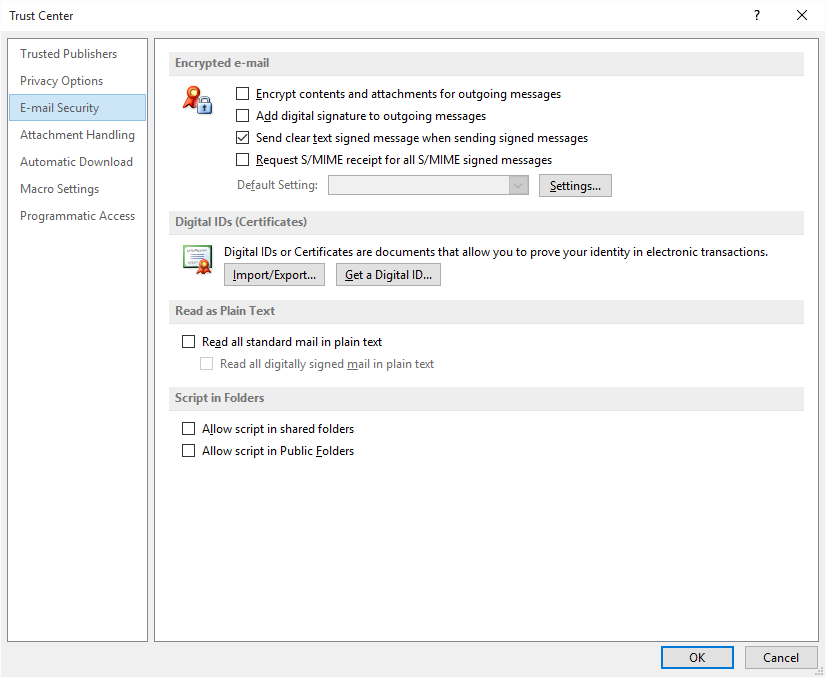 Trust Center
?
Trusted Publishers
Privacy Options
E-mail Security
Attachment Handling
Automatic Download
Macro Settings
Programmatic Access
Encrypted e-mail
Encrypt contents and attachments for outgoing messages
Add digital signature to outgoing messages
Send clear text signed message when sending signed messages
Request S/MIME receipt for all S/MIME signed messages
Default Setting:
Settings...
Digital IDs (Certificates)
Digital IDs or Certificates are documents that allow you to prove your identity in electronic transactions.
Import/Export... Get a Digital ID...
Read as Plain Text
Read all standard mail in plain text
Read all digitally signed mail in plain text
Script in Folders
Allow script in shared folders
Allow script in Public Folders
OK Cancel